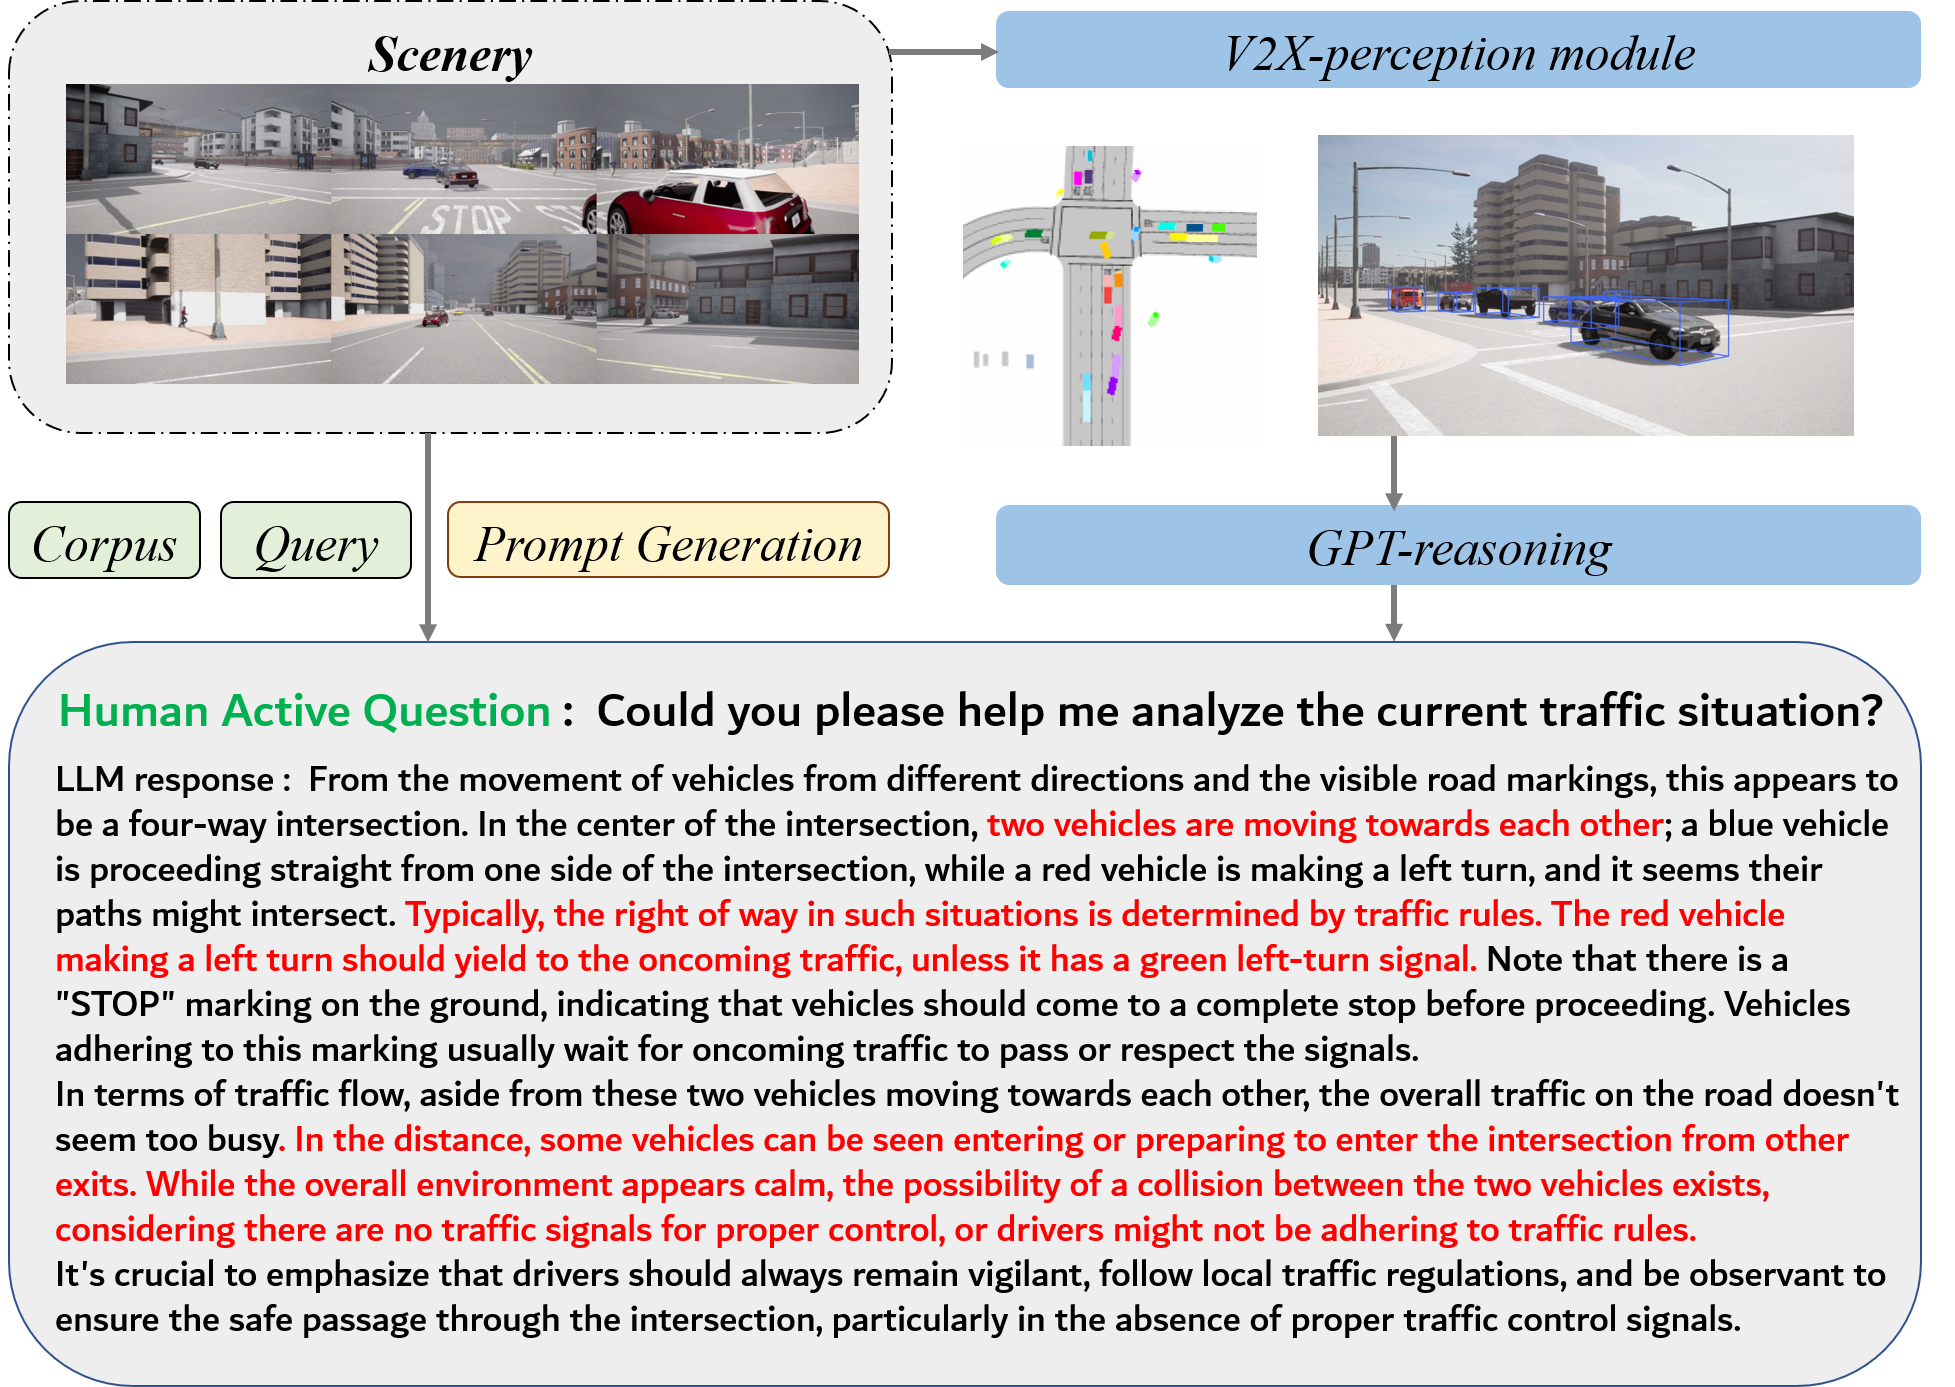 Scenery
V2X-perception module
STOP
Corpus
Query
Prompt Generation
GPT-reasoning
Human Active Question : Could you please help me analyze the current traffic situation?
LLM response : From the movement of vehicles from different directions and the visible road markings, this appears to
be a four-way intersection. In the center of the intersection, two vehicles are moving towards each other; a blue vehicle
is proceeding straight from one side of the intersection, while a red vehicle is making a left turn, and it seems their
paths might intersect. Typically, the right of way in such situations is determined by traffic rules. The red vehicle
making a left turn should yield to the oncoming traffic, unless it has a green left-turn signal. Note that there is a
"STOP" marking on the ground, indicating that vehicles should come to a complete stop before proceeding. Vehicles
adhering to this marking usually wait for oncoming traffic to pass or respect the signals.
In terms of traffic flow, aside from these two vehicles moving towards each other, the overall traffic on the road doesn't
seem too busy. In the distance, some vehicles can be seen entering or preparing to enter the intersection from other
exits. While the overall environment appears calm, the possibility of a collision between the two vehicles exists,
considering there are no traffic signals for proper control, or drivers might not be adhering to traffic rules.
It's crucial to emphasize that drivers should always remain vigilant, follow local traffic regulations, and be observant to
ensure the safe passage through the intersection, particularly in the absence of proper traffic control signals.